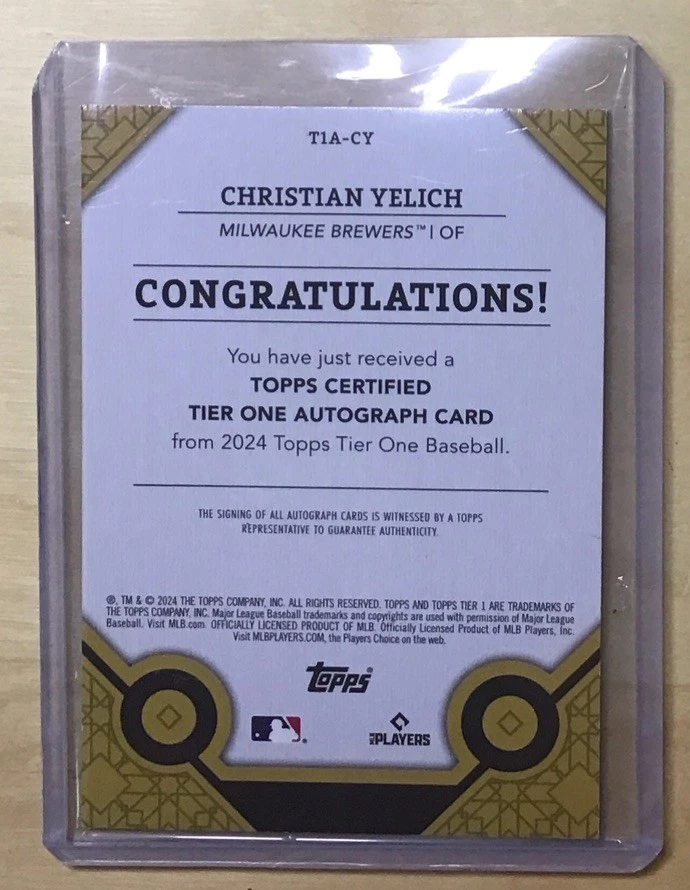 T1A-CY
CHRISTIAN YELICH
MILWAUKEE BREWERS™ | OF
CONGRATULATIONS!
You have just received a
TOPPS CERTIFIED
TIER ONE AUTOGRAPH CARD
from 2024 Topps Tier One Baseball.
THE SIGNING OF ALL AUTOGRAPH CARDS IS WITNESSED BY A TOPPS
REPRESENTATIVE TO GUARANTEE AUTHENTICITY.
®, TM & © 2024 THE TOPPS COMPANY, INC. ALL RIGHTS RESERVED. TOPPS AND TOPPS TIER 1 ARE TRADEMARKS OF
THE TOPPS COMPANY, INC. Major League Baseball trademarks and copyrights are used with permission of Major League
Baseball. Visit MLB.com. OFFICIALLY LICENSED PRODUCT OF MLB. Officially Licensed Product of MLB Players, Inc.
Visit MLBPLAYERS.COM, the Players Choice on the web.
Topps®
MLB PLAYERS